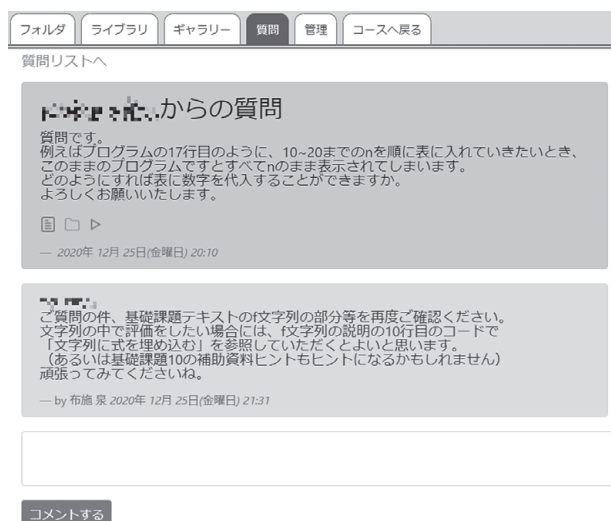 フォルダ ライブラリ ギャラリー 質問 管理 コースへ戻る
質問リストへ
からの質問
質問です。
例えばプログラムの17行目のように、10~20までのnを順に表に入れていきたいとき、
このままのプログラムですとすべてnのまま表示されてしまいます。
どのようにすれば表に数字を代入することができますか。
よろしくお願いいたします。
— 2020年 12月 25日(金曜日) 20:10
ご質問の件、基礎課題テキストのf文字列の部分等を再度ご確認ください。
文字列の中で評価をしたい場合には、f文字列の説明の10行目のコードで
「文字列に式を埋め込む」を参照していただくとよいと思います。
（あるいは基礎課題10の補助資料ヒントもヒントになるかもしれません）
頑張ってみてくださいね。
— by 布施 泉 2020年 12月 25日(金曜日) 21:31
コメントする